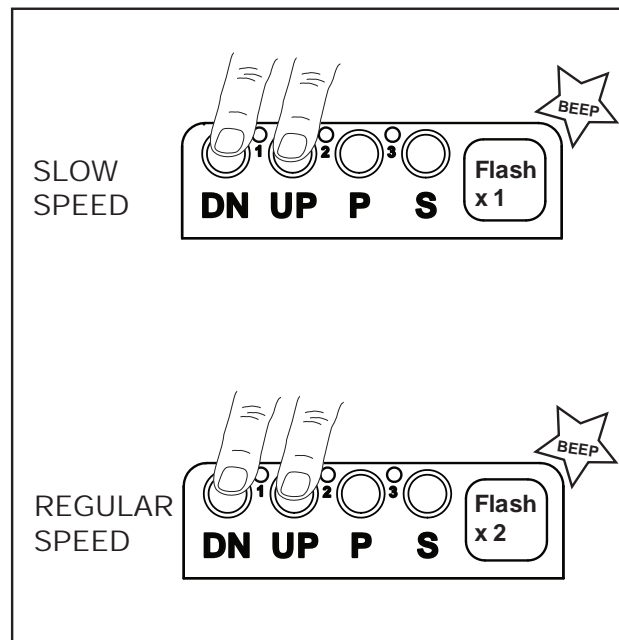 BEEP
SLOW
SPEED
1 2 3
Flash
x 1
DN UP P S
BEEP
REGULAR
SPEED
1 2 3
Flash
x 2
DN UP P S